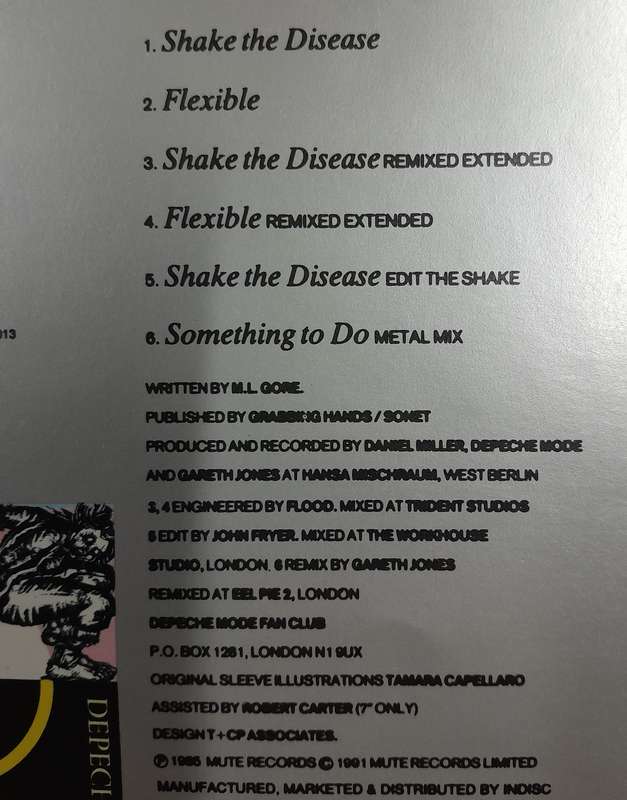 1. Shake the Disease
2. Flexible
3. Shake the Disease REMIXED EXTENDED
4. Flexible REMIXED EXTENDED
5. Shake the Disease EDIT THE SHAKE
6. Something to Do METAL MIX
WRITTEN BY M.L. GORE.
PUBLISHED BY GRABBING HANDS / SONET
PRODUCED AND RECORDED BY DANIEL MILLER, DEPECHE MODE
AND GARETH JONES AT HANSA MISCHRAUM, WEST BERLIN
3, 4 ENGINEERED BY FLOOD. MIXED AT TRIDENT STUDIOS
5 EDIT BY JOHN FRYER. MIXED AT THE WORKHOUSE
STUDIO, LONDON. 6 REMIX BY GARETH JONES
REMIXED AT EEL PIE 2, LONDON
DEPECHE MODE FAN CLUB
P.O. BOX 1281, LONDON N1 9UX
ORIGINAL SLEEVE ILLUSTRATIONS TAMARA CAPELLARO
ASSISTED BY ROBERT CARTER (7" ONLY)
DESIGN T + CP ASSOCIATES.
℗ 1985 MUTE RECORDS © 1991 MUTE RECORDS LIMITED
MANUFACTURED, MARKETED & DISTRIBUTED BY INDISC
013
DEPECH